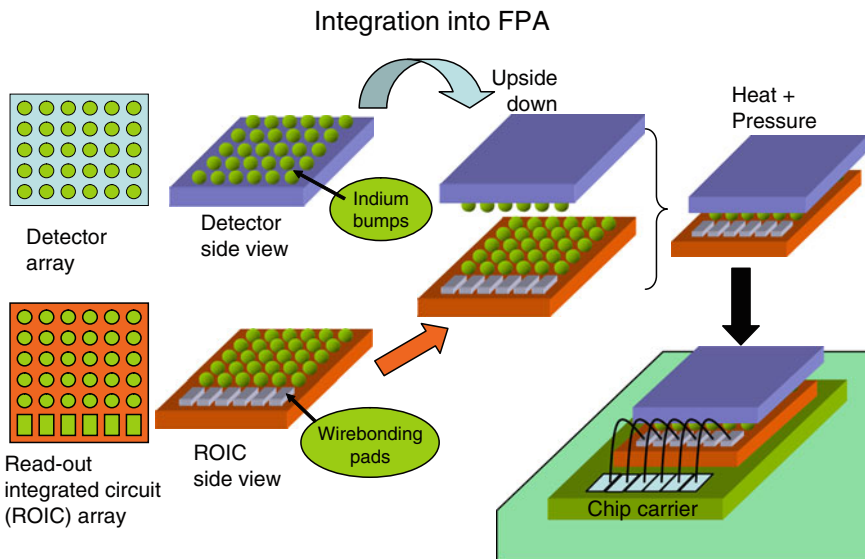 Integration into FPA
Upside
down
Heat +
Pressure
Indium
bumps
Detector
array
Detector
side view
Wirebonding
pads
Read-out
integrated circuit
(ROIC) array
ROIC
side view
Chip carrier